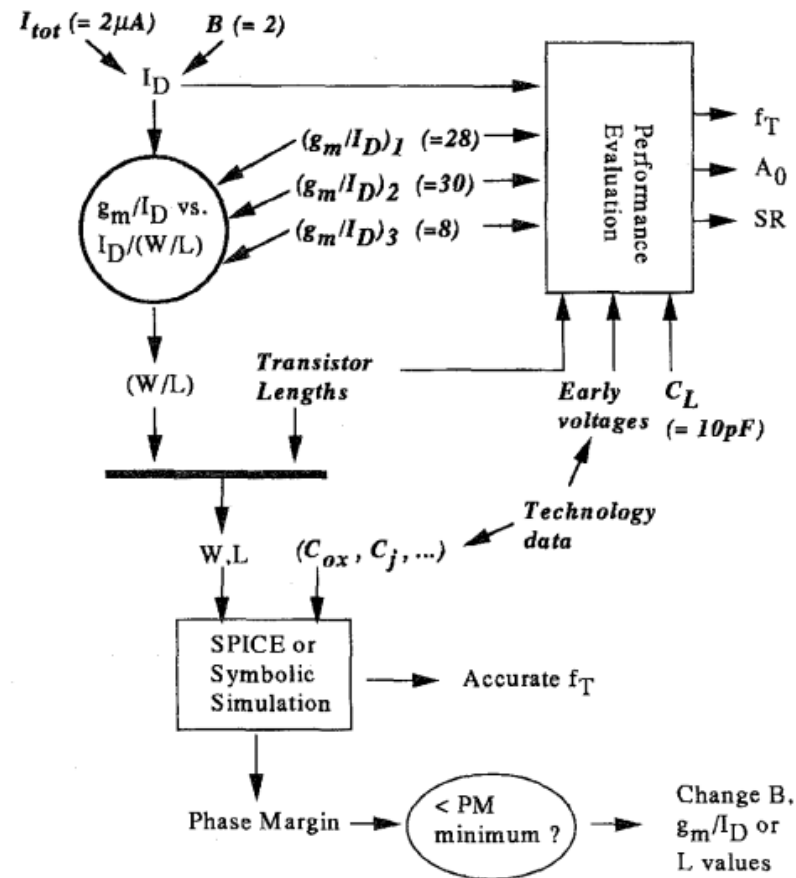 I_tot (= 2μA)
B (= 2)
I_D
(g_m/I_D)_1 (=28)
(g_m/I_D)_2 (=30)
(g_m/I_D)_3 (=8)
g_m/I_D vs.
I_D/(W/L)
Performance
Evaluation
f_T
A_0
SR
(W/L)
Transistor
Lengths
Early
voltages
C_L
(= 10pF)
Technology
data
W,L
(C_ox, C_j, ...)
SPICE or
Symbolic
Simulation
Accurate f_T
Phase Margin
< PM
minimum ?
Change B,
g_m/I_D or
L values